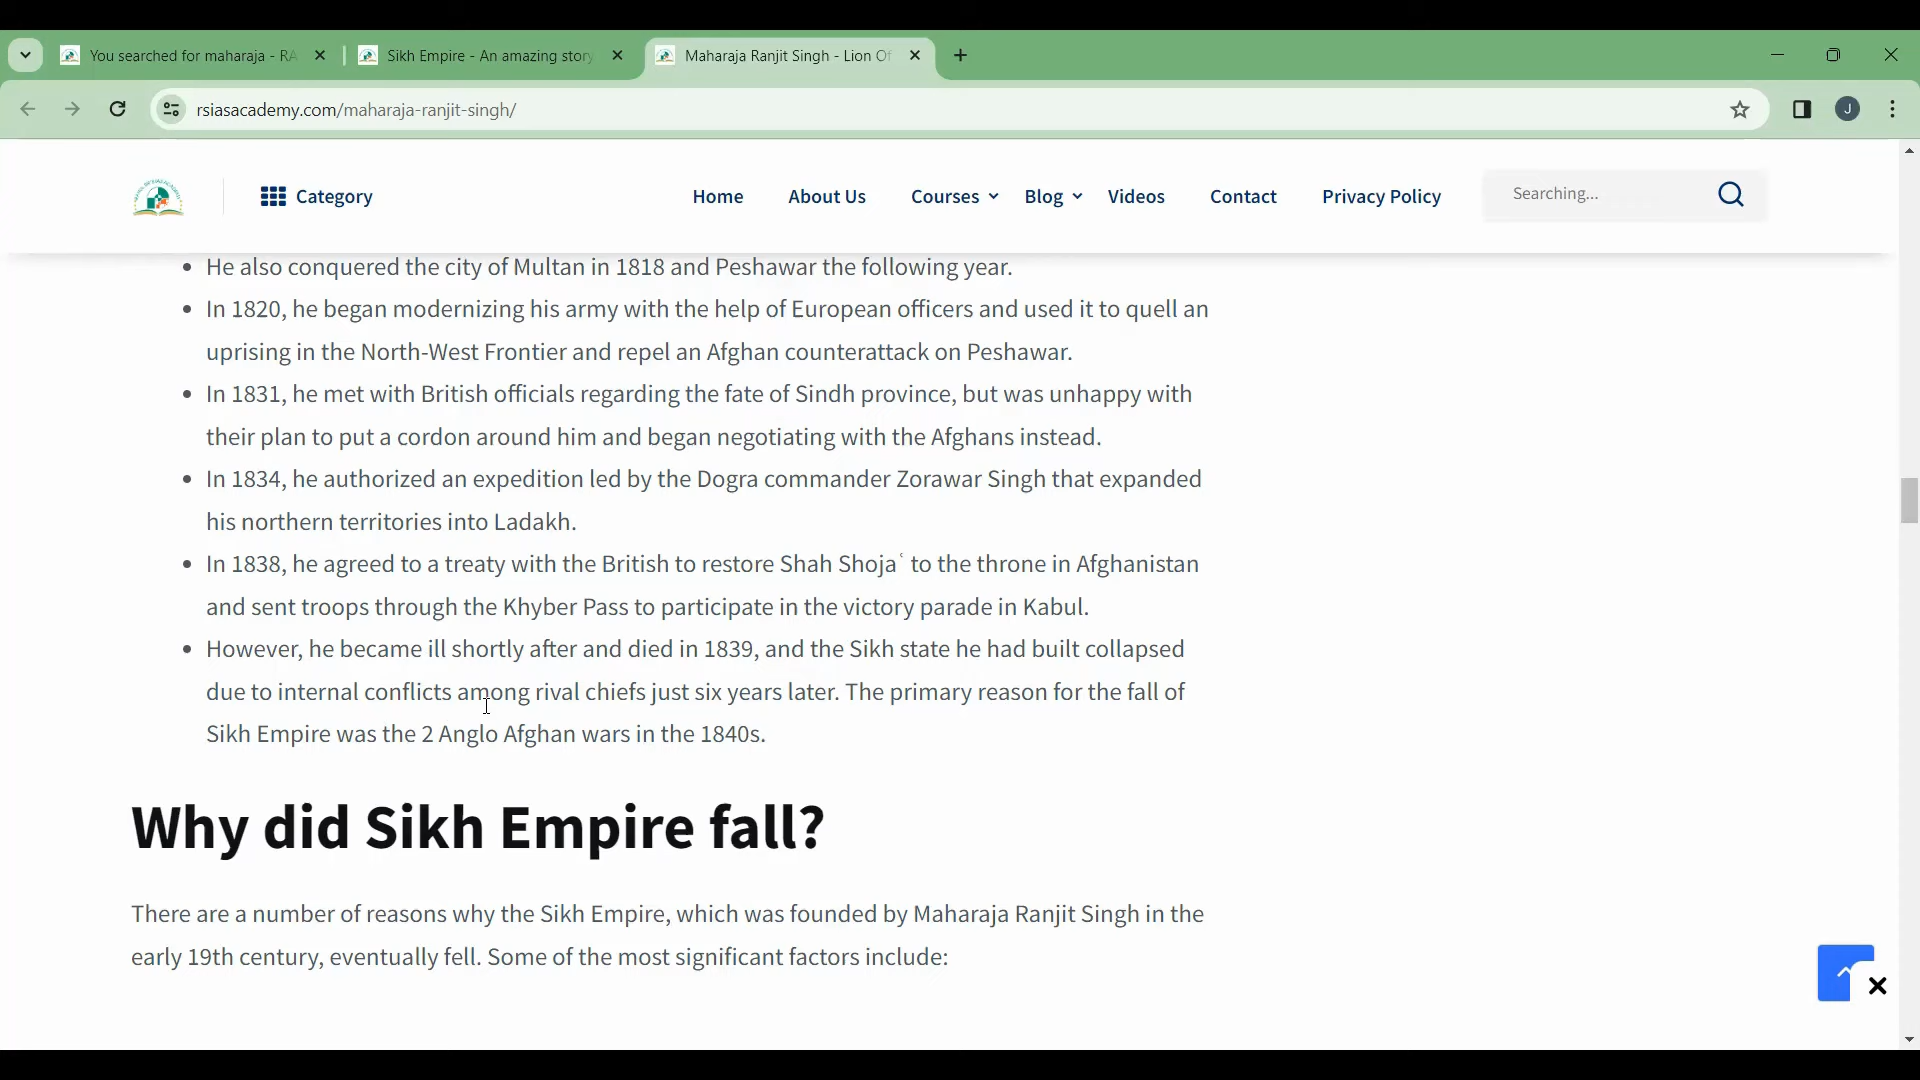 You searched for maharaja - RA
Sikh Empire - An amazing story
Maharaja Ranjit Singh - Lion Of
rsiasacademy.com/maharaja-ranjit-singh/
J
Category
Home
About Us
Courses
Blog
Videos
Contact
Privacy Policy
Searching...
He also conquered the city of Multan in 1818 and Peshawar the following year.
In 1820, he began modernizing his army with the help of European officers and used it to quell an
uprising in the North-West Frontier and repel an Afghan counterattack on Peshawar.
In 1831, he met with British officials regarding the fate of Sindh province, but was unhappy with
their plan to put a cordon around him and began negotiating with the Afghans instead.
In 1834, he authorized an expedition led by the Dogra commander Zorawar Singh that expanded
his northern territories into Ladakh.
In 1838, he agreed to a treaty with the British to restore Shah Shojaʿ to the throne in Afghanistan
and sent troops through the Khyber Pass to participate in the victory parade in Kabul.
However, he became ill shortly after and died in 1839, and the Sikh state he had built collapsed
due to internal conflicts among rival chiefs just six years later. The primary reason for the fall of
Sikh Empire was the 2 Anglo Afghan wars in the 1840s.
Why did Sikh Empire fall?
There are a number of reasons why the Sikh Empire, which was founded by Maharaja Ranjit Singh in the
early 19th century, eventually fell. Some of the most significant factors include: